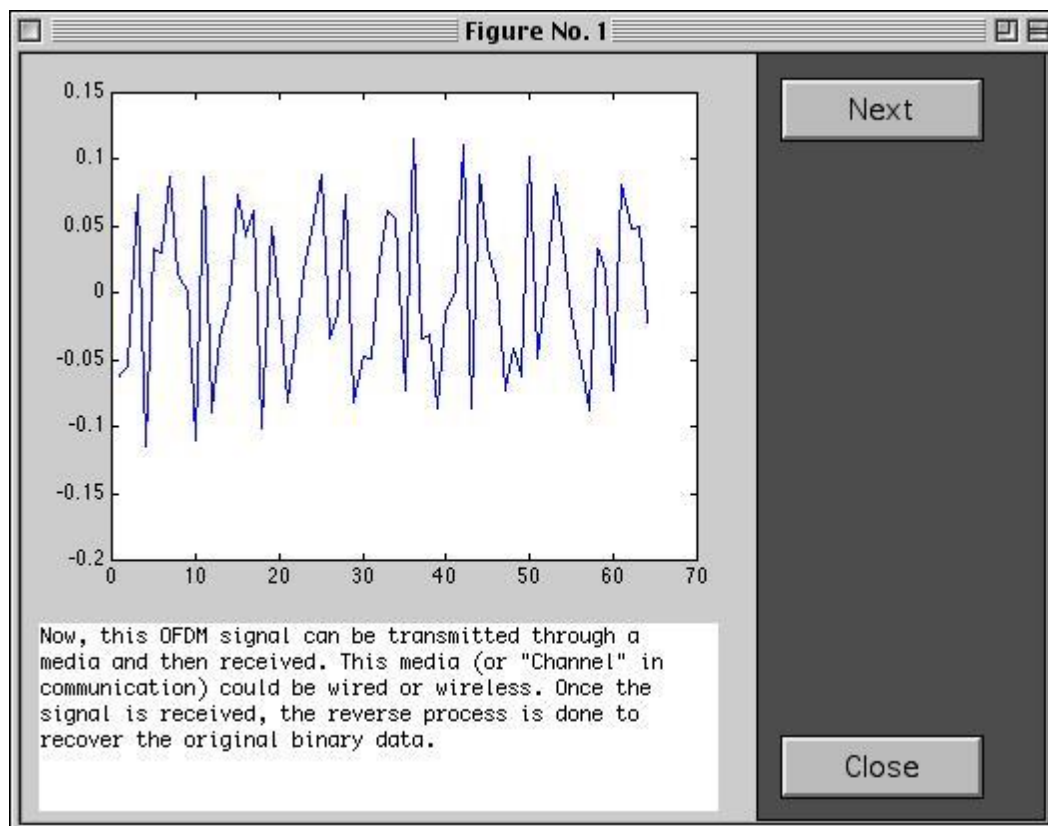 Figure No. 1
Next
0.15
0.1
0.05
0
-0.05
-0.1
-0.15
-0.2
0 10 20 30 40 50 60 70
Now, this OFDM signal can be transmitted through a
media and then received. This media (or "Channel" in
communication) could be wired or wireless. Once the
signal is received, the reverse process is done to
recover the original binary data.
Close